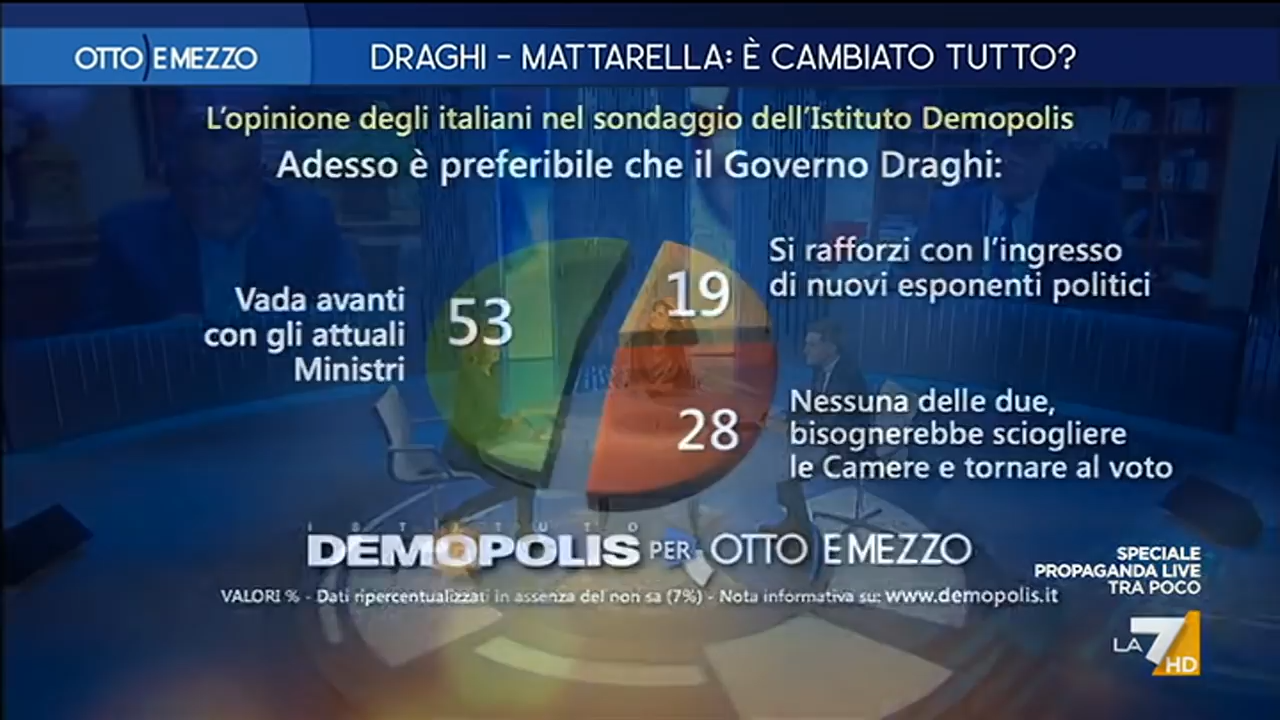 OTTO E MEZZO
DRAGHI - MATTARELLA: È CAMBIATO TUTTO?
L'opinione degli italiani nel sondaggio dell'Istituto Demopolis
Adesso è preferibile che il Governo Draghi:
Vada avanti
con gli attuali
Ministri
53
19
Si rafforzi con l'ingresso
di nuovi esponenti politici
28
Nessuna delle due,
bisognerebbe sciogliere
le Camere e tornare al voto
ISTITUTO
DEMOPOLIS PER OTTO E MEZZO
VALORI % - Dati ripercentualizzati in assenza del non sa (7%) - Nota informativa su: www.demopolis.it
SPECIALE
PROPAGANDA LIVE
TRA POCO
LA 7 HD